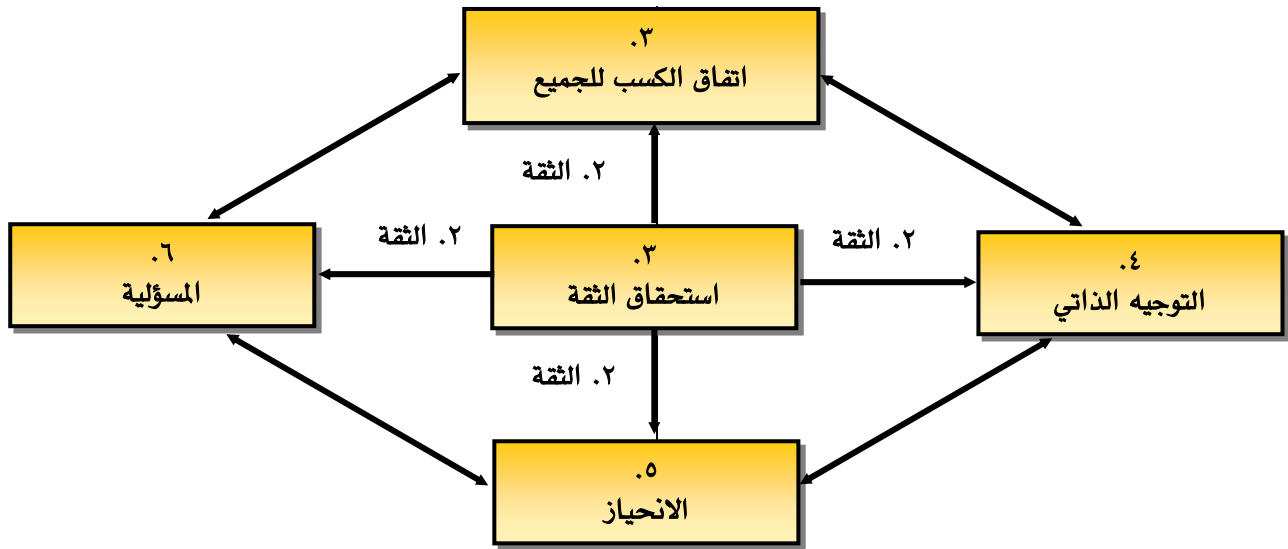 ٣.
اتفاق الكسب للجميع
٢. الثقة
٢. الثقة
٢. الثقة
٦.
المسؤلية
٣.
استحقاق الثقة
٤.
التوجيه الذاتي
٢. الثقة
٥.
الانحياز